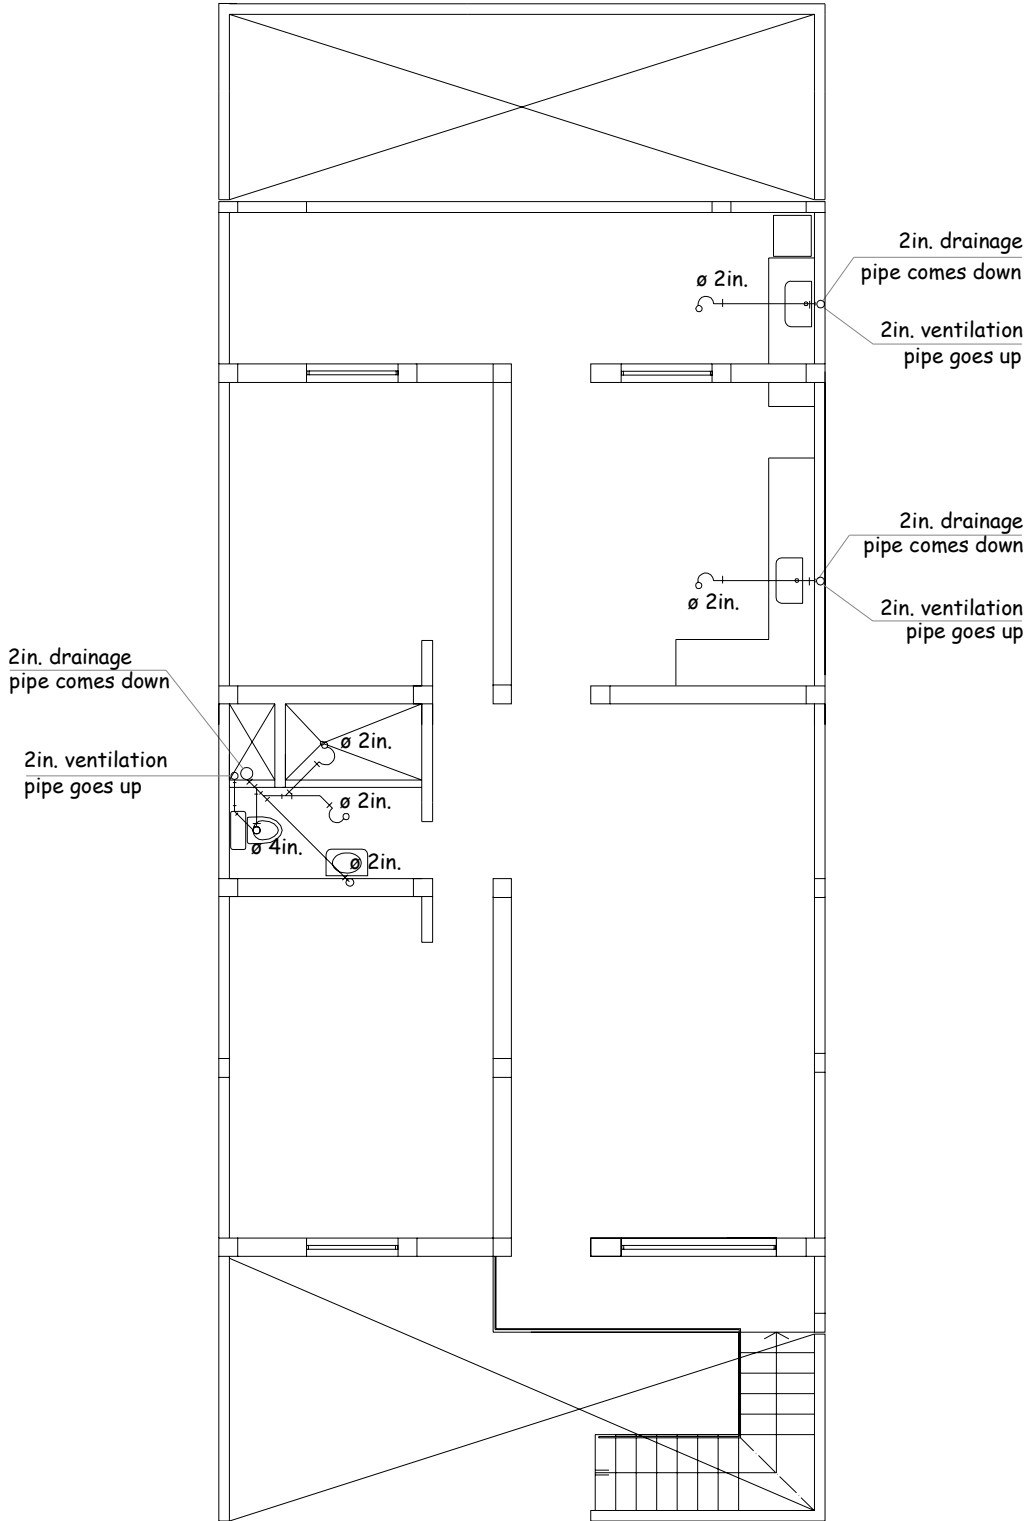 2in. drainage
pipe comes down
ø 2in.
2in. ventilation
pipe goes up
2in. drainage
pipe comes down
ø 2in.
2in. ventilation
pipe goes up
2in. drainage
pipe comes down
ø 2in.
2in. ventilation
pipe goes up
ø 2in.
ø 4in.
ø 2in.